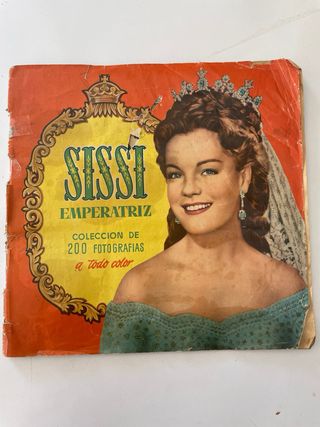 SISSI
EMPERATRIZ
COLECCION DE
200 FOTOGRAFIAS
a todo color